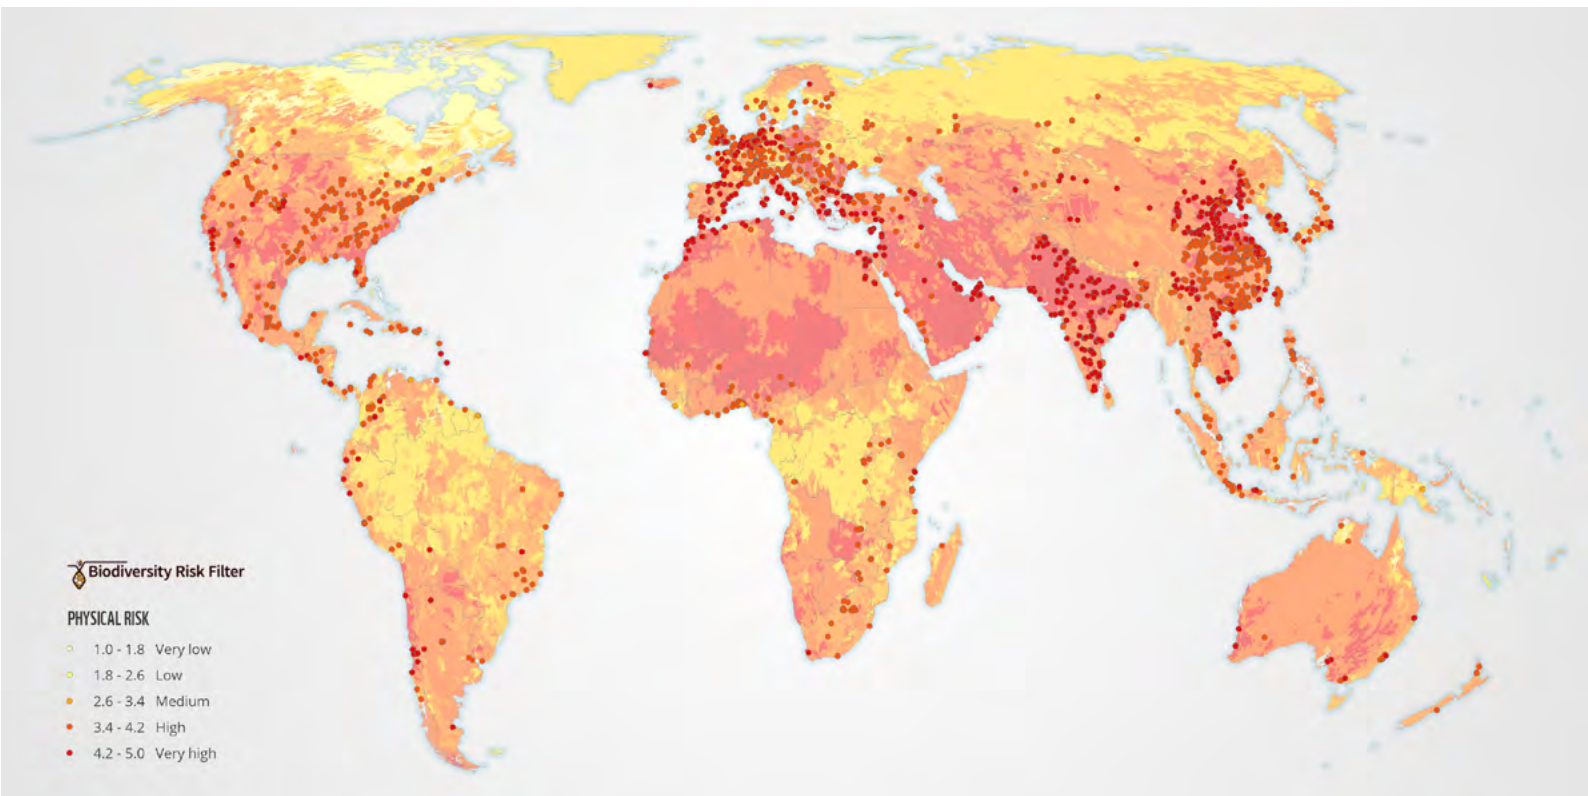 Biodiversity Risk Filter
PHYSICAL RISK
1.0 - 1.8 Very low
1.8 - 2.6 Low
2.6 - 3.4 Medium
3.4 - 4.2 High
4.2 - 5.0 Very high